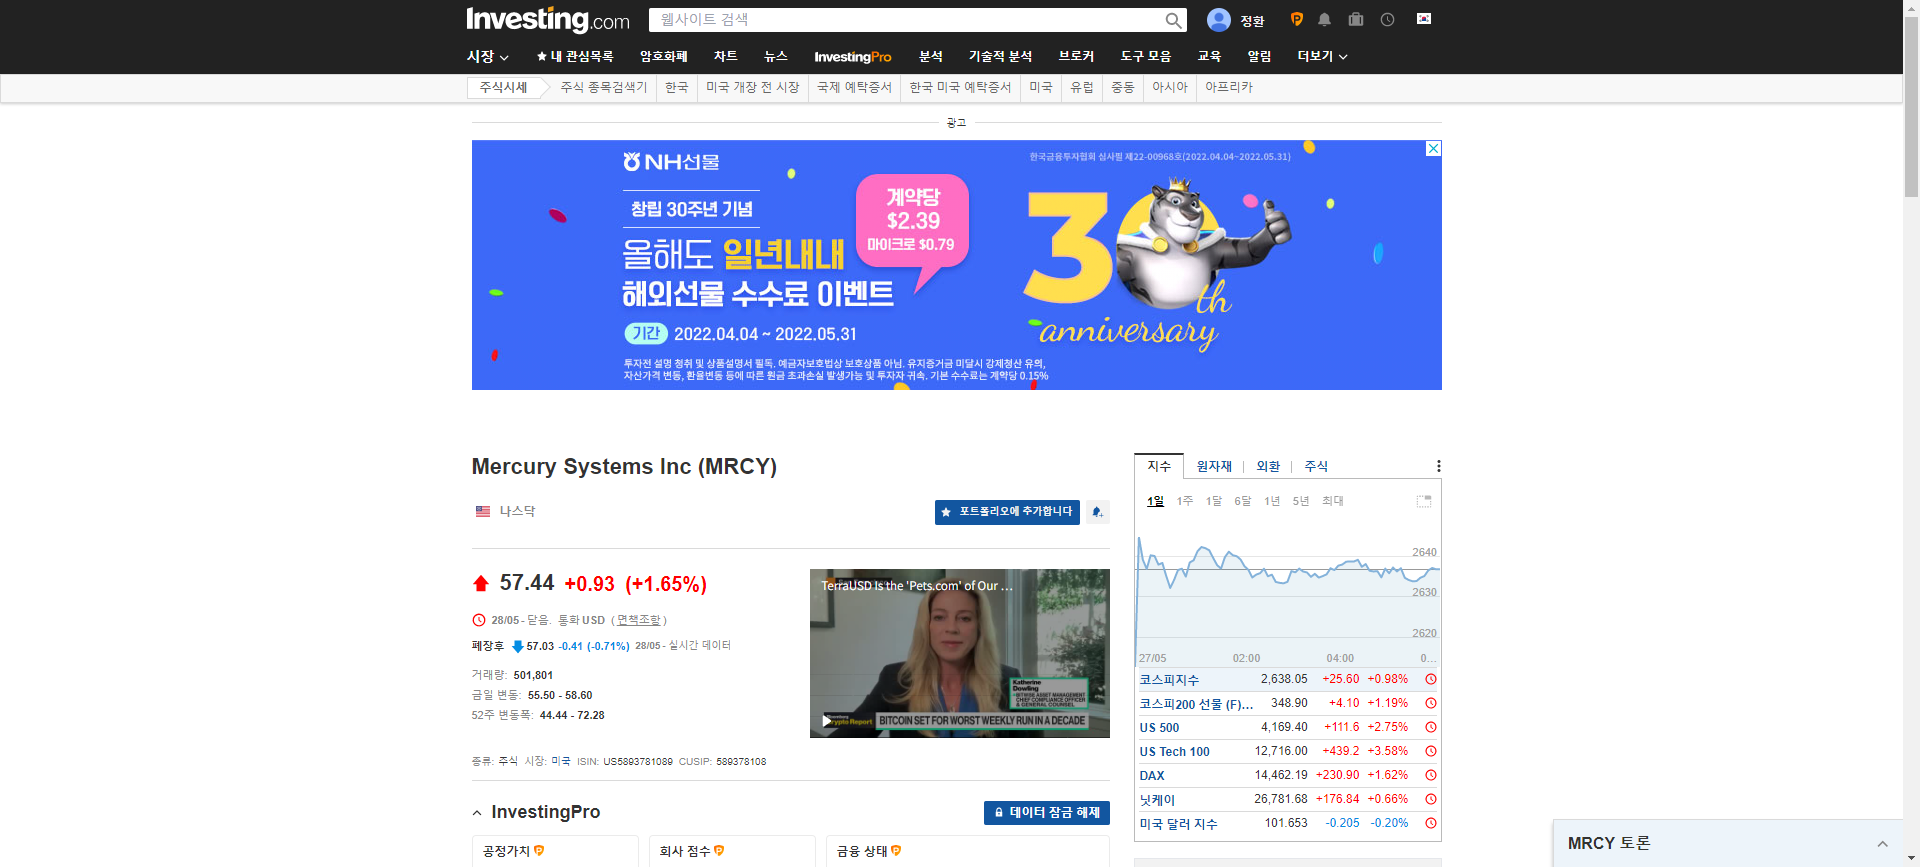 Investing.com
웹사이트 검색
정환
시장
내 관심목록
암호화폐
차트
뉴스
InvestingPro
분석
기술적 분석
브로커
도구 모음
교육
알림
더보기
주식시세
주식 종목검색기
한국
미국 개장 전 시장
국제 예탁증서
한국 미국 예탁증서
미국
유럽
중동
아시아
아프리카
광고
NH선물
한국금융투자협회 심사필 제22-00968호(2022.04.04~2022.05.31)
창립 30주년 기념
올해도 일년내내
해외선물 수수료 이벤트
계약당
$2.39
마이크로 $0.79
30th
anniversary
기간 2022.04.04 ~ 2022.05.31
투자전 설명 청취 및 상품설명서 필독. 예금자보호법상 보호상품 아님. 유지증거금 미달시 강제청산 유의,
자산가격 변동, 환율변동 등에 따른 원금 초과손실 발생가능 및 투자자 귀속. 기본 수수료는 계약당 0.15%
Mercury Systems Inc (MRCY)
나스닥
포트폴리오에 추가합니다
57.44 +0.93 (+1.65%)
28/05 - 닫음. 통화 USD ( 면책조항 )
폐장후 57.03 -0.41 (-0.71%) 28/05 - 실시간 데이터
거래량: 501,801
금일 변동: 55.50 - 58.60
52주 변동폭: 44.44 - 72.28
TerraUSD Is the 'Pets.com' of Our ...
Katherine
Dowling
BITWISE ASSET MANAGEMENT
CHIEF COMPLIANCE OFFICER
& GENERAL COUNSEL
Bloomberg
Crypto Report
BITCOIN SET FOR WORST WEEKLY RUN IN A DECADE
종류: 주식 시장: 미국 ISIN: US5893781089 CUSIP: 589378108
InvestingPro
데이터 잠금 해제
공정가치
회사 점수
금융 상태
지수
원자재
외환
주식
1일 1주 1달 6달 1년 5년 최대
2640
2630
2620
27/05 02:00 04:00 0...
코스피지수 2,638.05 +25.60 +0.98%
코스피200 선물 (F)... 348.90 +4.10 +1.19%
US 500 4,169.40 +111.6 +2.75%
US Tech 100 12,716.00 +439.2 +3.58%
DAX 14,462.19 +230.90 +1.62%
닛케이 26,781.68 +176.84 +0.66%
미국 달러 지수 101.653 -0.205 -0.20%
MRCY 토론